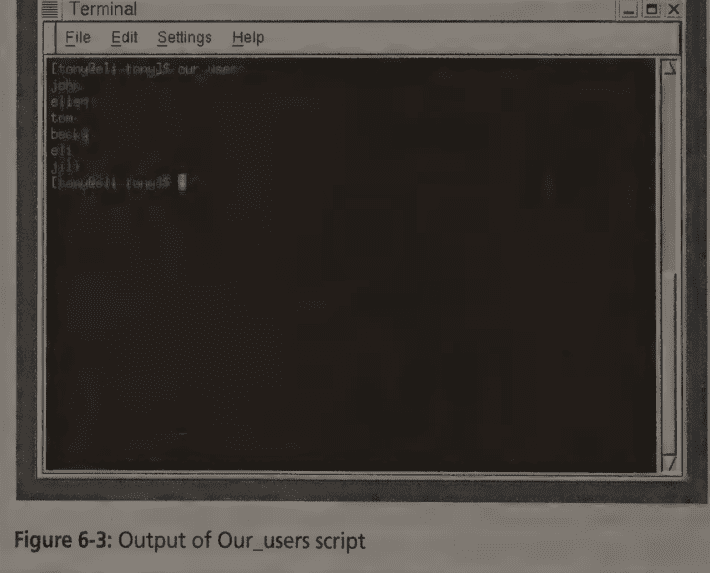 Terminal
File Edit Settings Help
[tony@eli tony]$ our_users
john
ellen
tom
becky
eli
jill
[tony@eli tony]$
Figure 6-3: Output of Our_users script